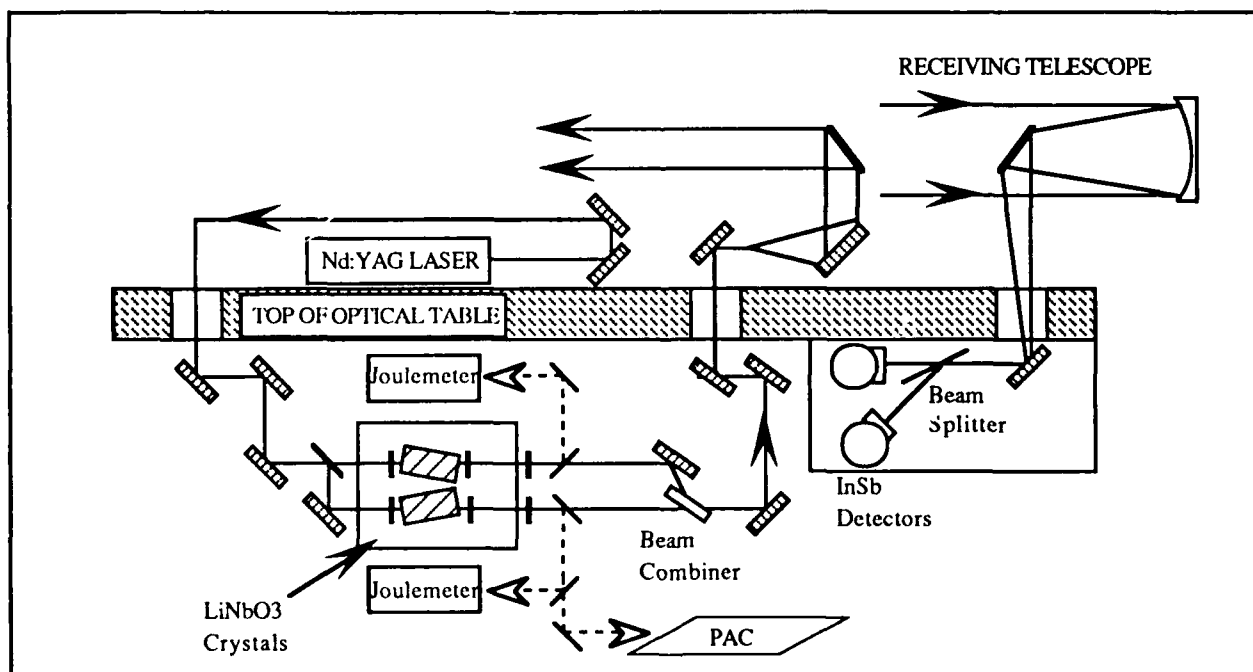 RECEIVING TELESCOPE
Nd:YAG LASER
TOP OF OPTICAL TABLE
Joulemeter
Beam
Splitter
InSb
Detectors
Beam
Combiner
Joulemeter
LiNbO3
Crystals
PAC